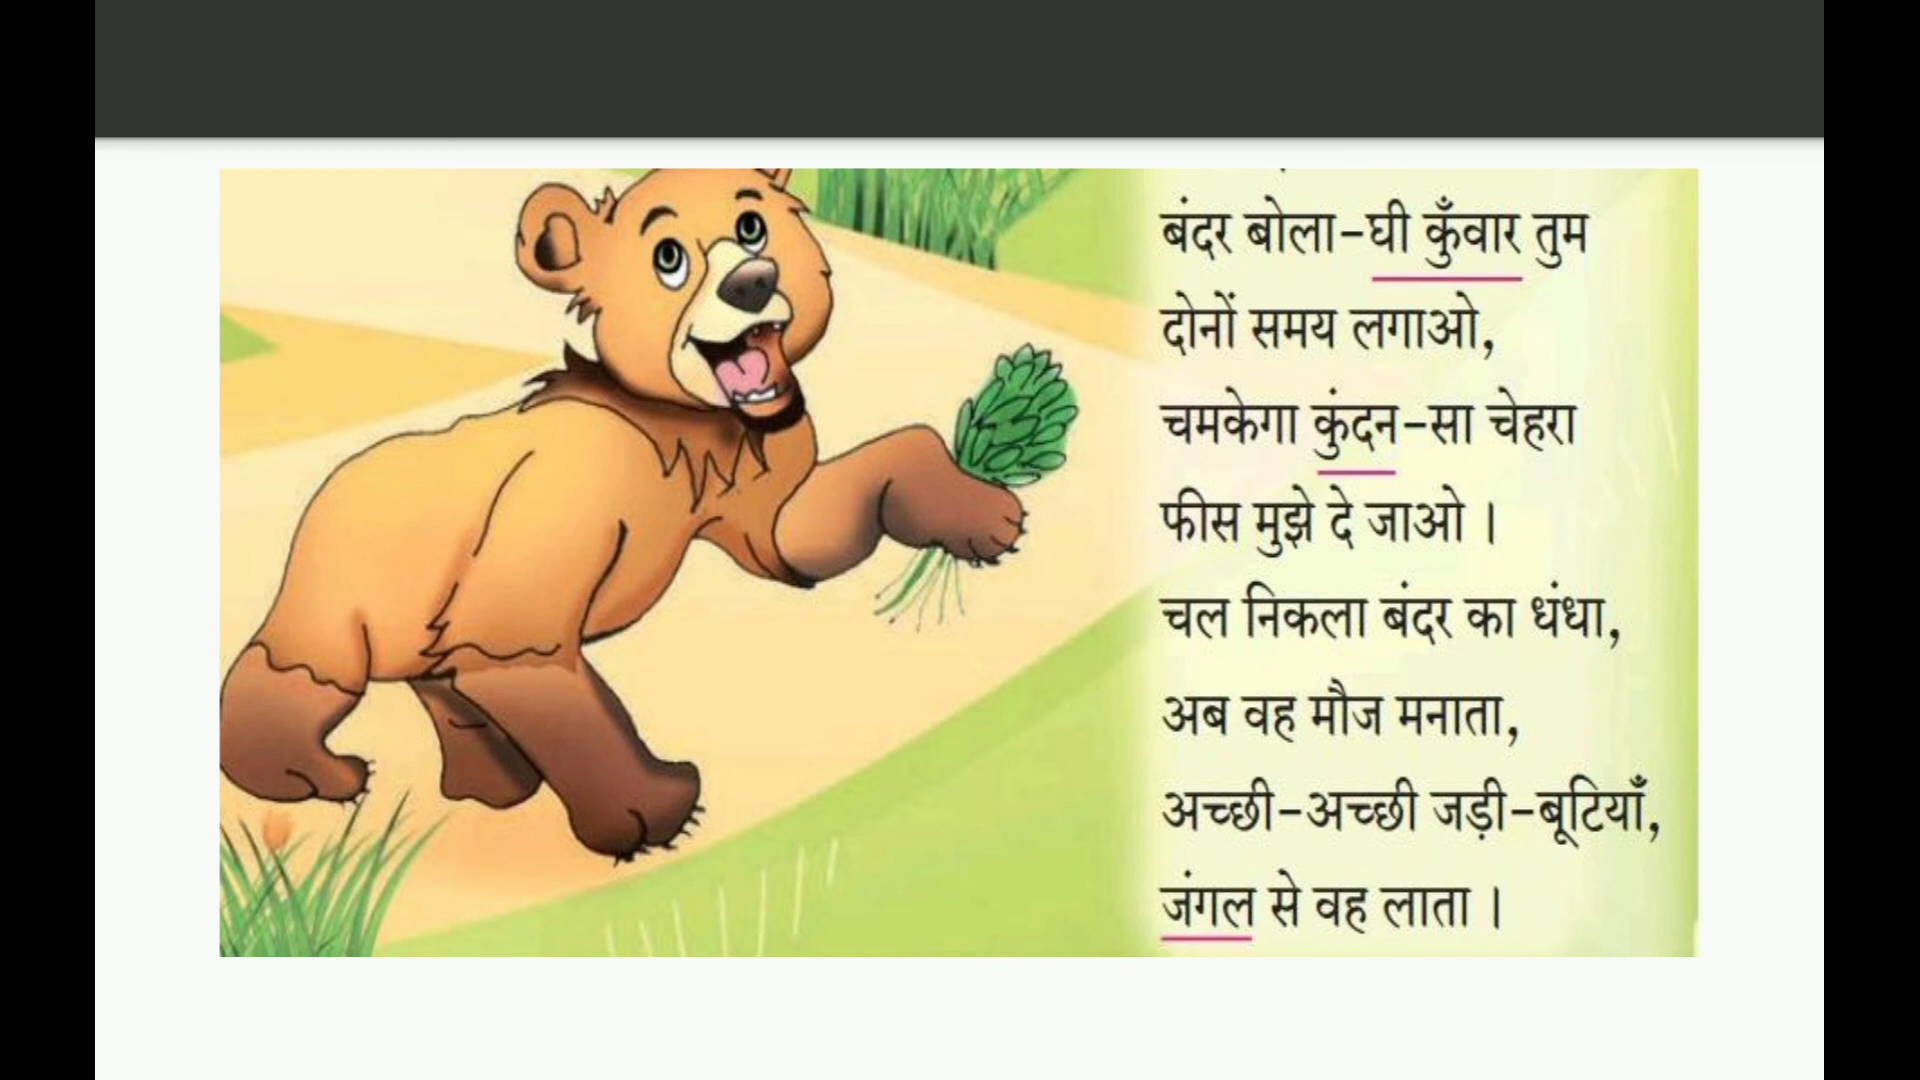 बंदर बोला-घी कुँवार तुम
दोनों समय लगाओ,
चमकेगा कुंदन-सा चेहरा
फीस मुझे दे जाओ ।
चल निकला बंदर का धंधा,
अब वह मौज मनाता,
अच्छी-अच्छी जड़ी-बूटियाँ,
जंगल से वह लाता ।